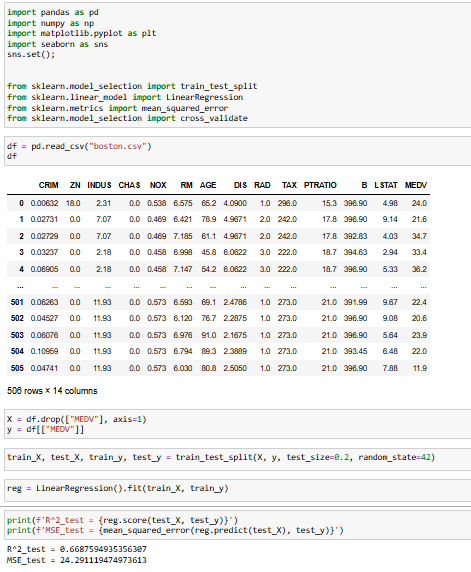 import pandas as pd
import numpy as np
import matplotlib.pyplot as plt
import seaborn as sns
sns.set();
from sklearn.model_selection import train_test_split
from sklearn.linear_model import LinearRegression
from sklearn.metrics import mean_squared_error
from sklearn.model_selection import cross_validate
df = pd.read_csv("boston.csv")
df
CRIM ZN INDUS CHAS NOX RM AGE DIS RAD TAX PTRATIO B LSTAT MEDV
0 0.00632 18.0 2.31 0.0 0.538 6.575 65.2 4.0900 1.0 296.0 15.3 396.90 4.98 24.0
1 0.02731 0.0 7.07 0.0 0.469 6.421 78.9 4.9671 2.0 242.0 17.8 396.90 9.14 21.6
2 0.02729 0.0 7.07 0.0 0.469 7.185 61.1 4.9671 2.0 242.0 17.8 392.83 4.03 34.7
3 0.03237 0.0 2.18 0.0 0.458 6.998 45.8 6.0622 3.0 222.0 18.7 394.63 2.94 33.4
4 0.06905 0.0 2.18 0.0 0.458 7.147 54.2 6.0622 3.0 222.0 18.7 396.90 5.33 36.2
... ... ... ... ... ... ... ... ... ... ... ... ... ... ...
501 0.06263 0.0 11.93 0.0 0.573 6.593 69.1 2.4786 1.0 273.0 21.0 391.99 9.67 22.4
502 0.04527 0.0 11.93 0.0 0.573 6.120 76.7 2.2875 1.0 273.0 21.0 396.90 9.08 20.6
503 0.06076 0.0 11.93 0.0 0.573 6.976 91.0 2.1675 1.0 273.0 21.0 396.90 5.64 23.9
504 0.10959 0.0 11.93 0.0 0.573 6.794 89.3 2.3889 1.0 273.0 21.0 393.45 6.48 22.0
505 0.04741 0.0 11.93 0.0 0.573 6.030 80.8 2.5050 1.0 273.0 21.0 396.90 7.88 11.9
506 rows × 14 columns
X = df.drop(["MEDV"], axis=1)
y = df[["MEDV"]]
train_X, test_X, train_y, test_y = train_test_split(X, y, test_size=0.2, random_state=42)
reg = LinearRegression().fit(train_X, train_y)
print(f'R^2_test = {reg.score(test_X, test_y)}')
print(f'MSE_test = {mean_squared_error(reg.predict(test_X), test_y)}')
R^2_test = 0.6687594935356307
MSE_test = 24.291119474973613